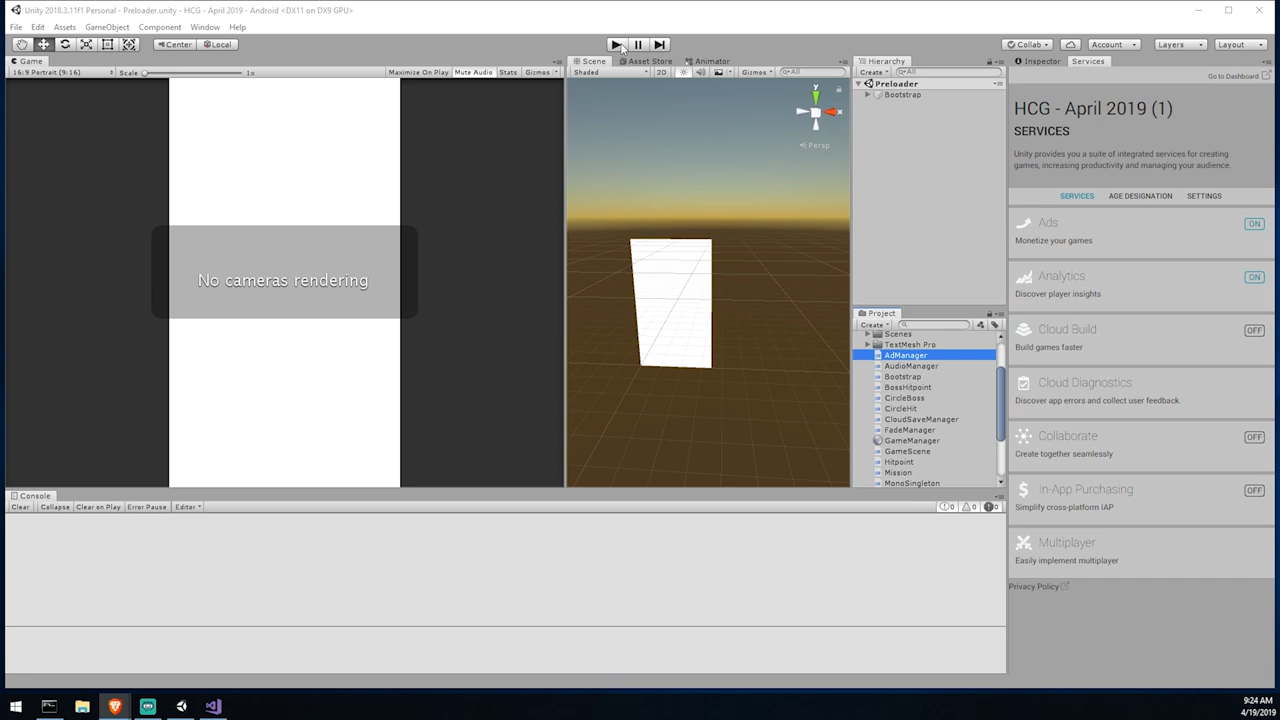 Unity 2018.3.11f1 Personal - Preloader.unity - HCG - April 2019 - Android <DX11 on DX9 GPU>
File Edit Assets GameObject Component Window Help
Center Local Collab Account Layers Layout
Game
16:9 Portrait (9:16) Scale 1x Maximize On Play Mute Audio Stats Gizmos
No cameras rendering
Scene Asset Store Animator
Shaded 2D Gizmos All
y
x
Persp
Hierarchy
Create All
Preloader
Bootstrap
Project
Create
Scenes
TextMesh Pro
AdManager
AudioManager
Bootstrap
BossHitpoint
CircleBoss
CircleHit
CloudSaveManager
FadeManager
GameManager
GameScene
Hitpoint
Mission
MonoSingleton
Inspector Services
Go to Dashboard
HCG - April 2019 (1)
SERVICES
Unity provides you a suite of integrated services for creating
games, increasing productivity and managing your audience.
SERVICES AGE DESIGNATION SETTINGS
Ads ON
Monetize your games
Analytics ON
Discover player insights
Cloud Build OFF
Build games faster
Cloud Diagnostics
Discover app errors and collect user feedback.
Collaborate OFF
Create together seamlessly
In-App Purchasing OFF
Simplify cross-platform IAP
Multiplayer
Easily implement multiplayer
Privacy Policy
Console
Clear Collapse Clear on Play Error Pause Editor 0 0 0
9:24 AM
4/19/2019